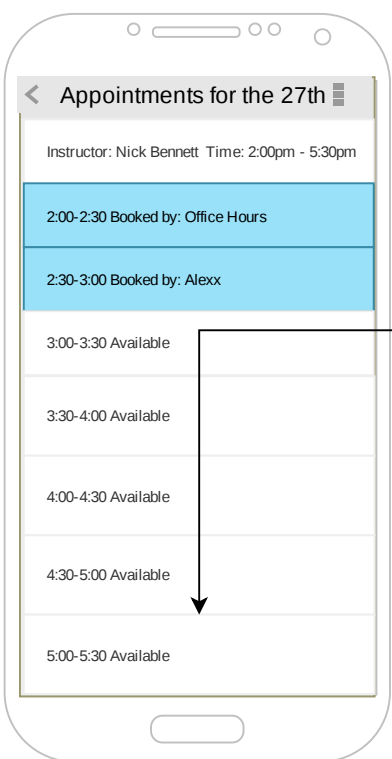 Appointments for the 27th
Instructor: Nick Bennett Time: 2:00pm - 5:30pm
2:00-2:30 Booked by: Office Hours
2:30-3:00 Booked by: Alexx
3:00-3:30 Available
3:30-4:00 Available
4:00-4:30 Available
4:30-5:00 Available
5:00-5:30 Available